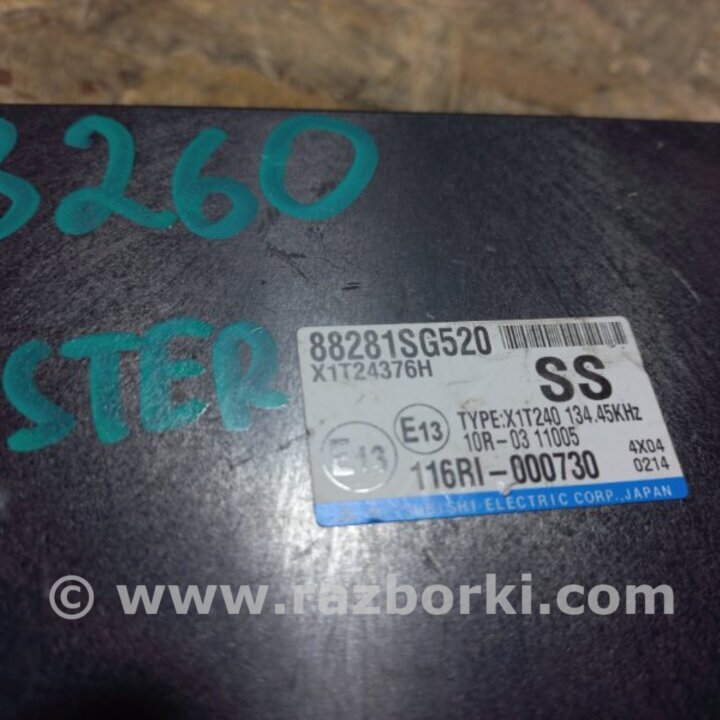 3260
STER
88281SG520
X1T24376H
SS
TYPE:X1T240 134.45KHz
E13
10R-03 11005
E13
4X04
116RI-000730
0214
ELECTRIC CORP., JAPAN
© www.razborki.com